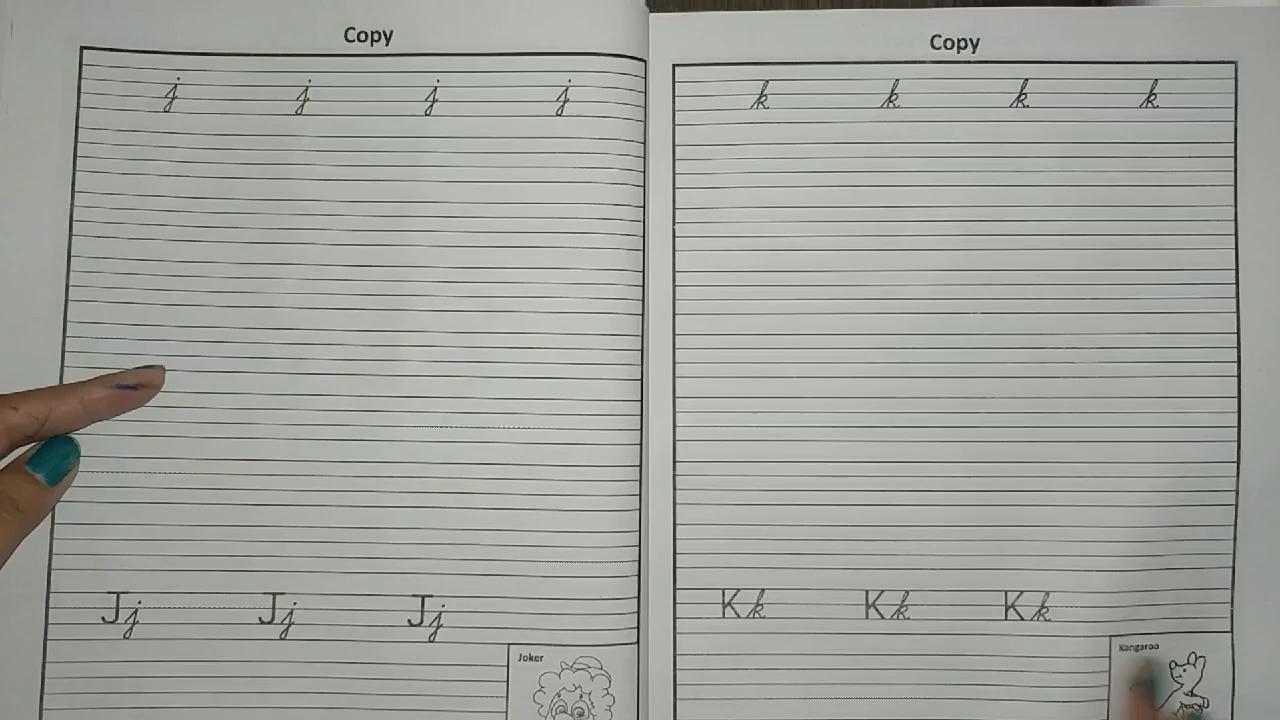 Copy
j j j j
Jj Jj Jj
Joker
Copy
k k k k
Kk Kk Kk
Kangaroo